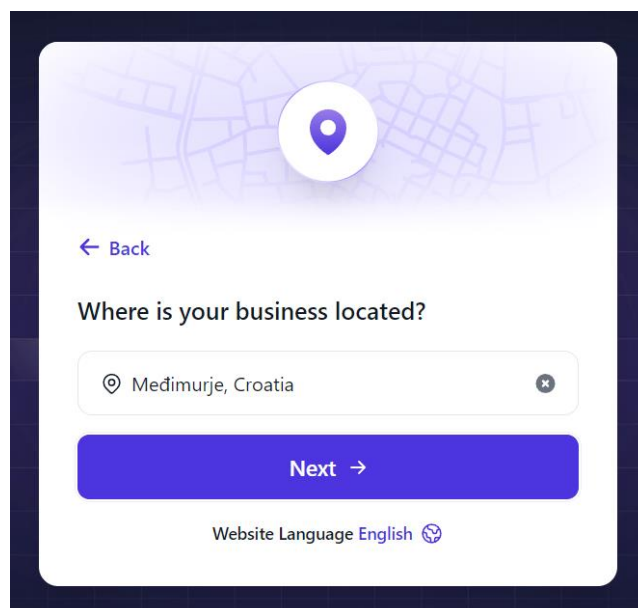 Back
Where is your business located?
Međimurje, Croatia
Next
Website Language English